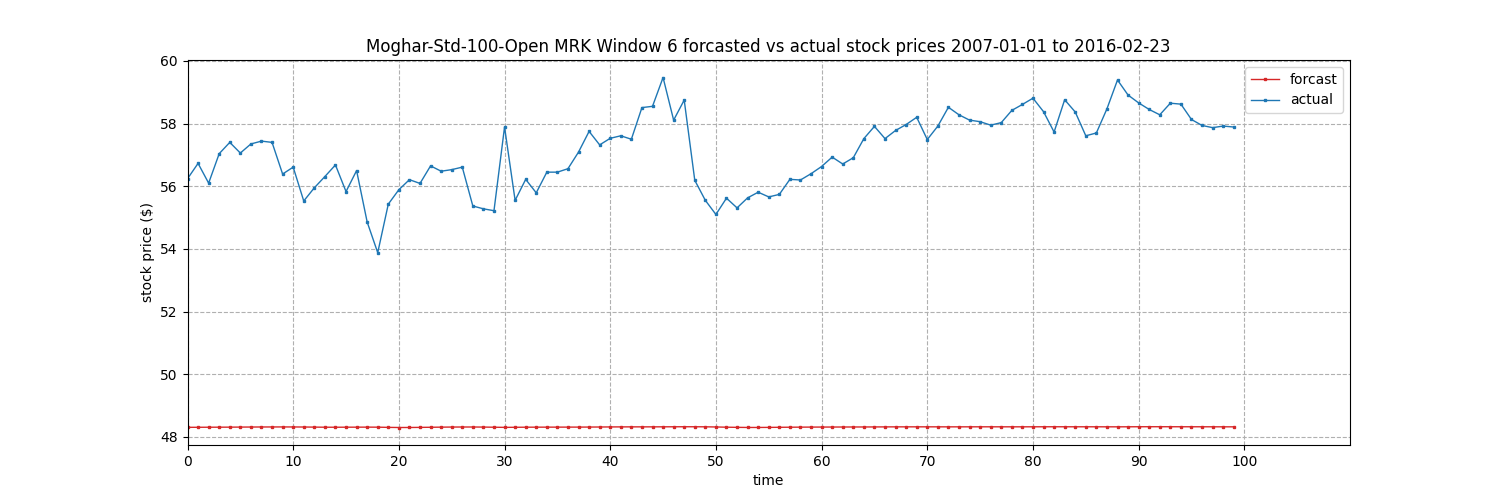 Moghar-Std-100-Open MRK Window 6 forcasted vs actual stock prices 2007-01-01 to 2016-02-23
forcast
actual
stock price ($)
60
58
56
54
52
50
48
0 10 20 30 40 50 60 70 80 90 100
time